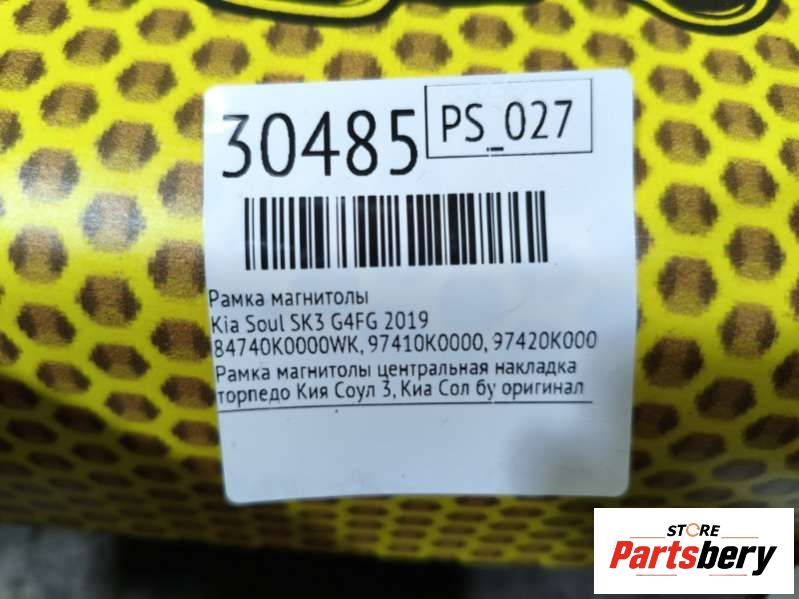 30485
PS_027
Рамка магнитолы
Kia Soul SK3 G4FG 2019
84740K0000WK, 97410K0000, 97420K000
Рамка магнитолы центральная накладка
торпедо Кия Соул 3, Киа Сол бу оригинал
STORE
Partsbery